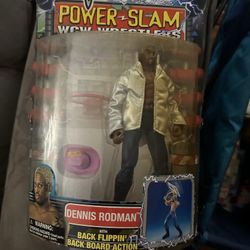 POWER SLAM
WCW WRESTLERS
DENNIS RODMAN
WITH
BACK FLIPPIN'
BACK BOARD ACTION
WARNING: